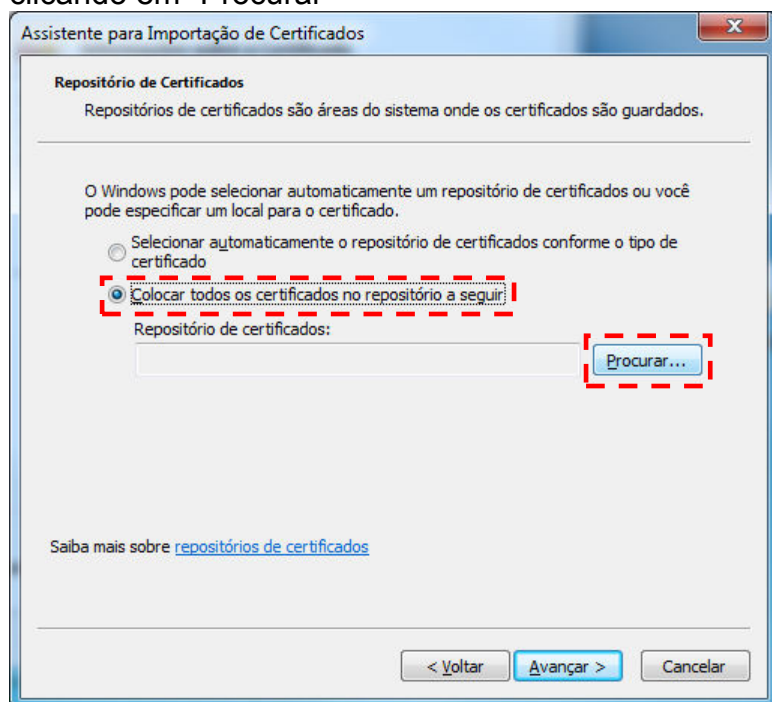 clicando em "Procurar"
Assistente para Importação de Certificados
Repositório de Certificados
Repositórios de certificados são áreas do sistema onde os certificados são guardados.
O Windows pode selecionar automaticamente um repositório de certificados ou você
pode especificar um local para o certificado.
Selecionar automaticamente o repositório de certificados conforme o tipo de
certificado
Colocar todos os certificados no repositório a seguir
Repositório de certificados:
Procurar...
Saiba mais sobre repositórios de certificados
< Voltar
Avançar >
Cancelar